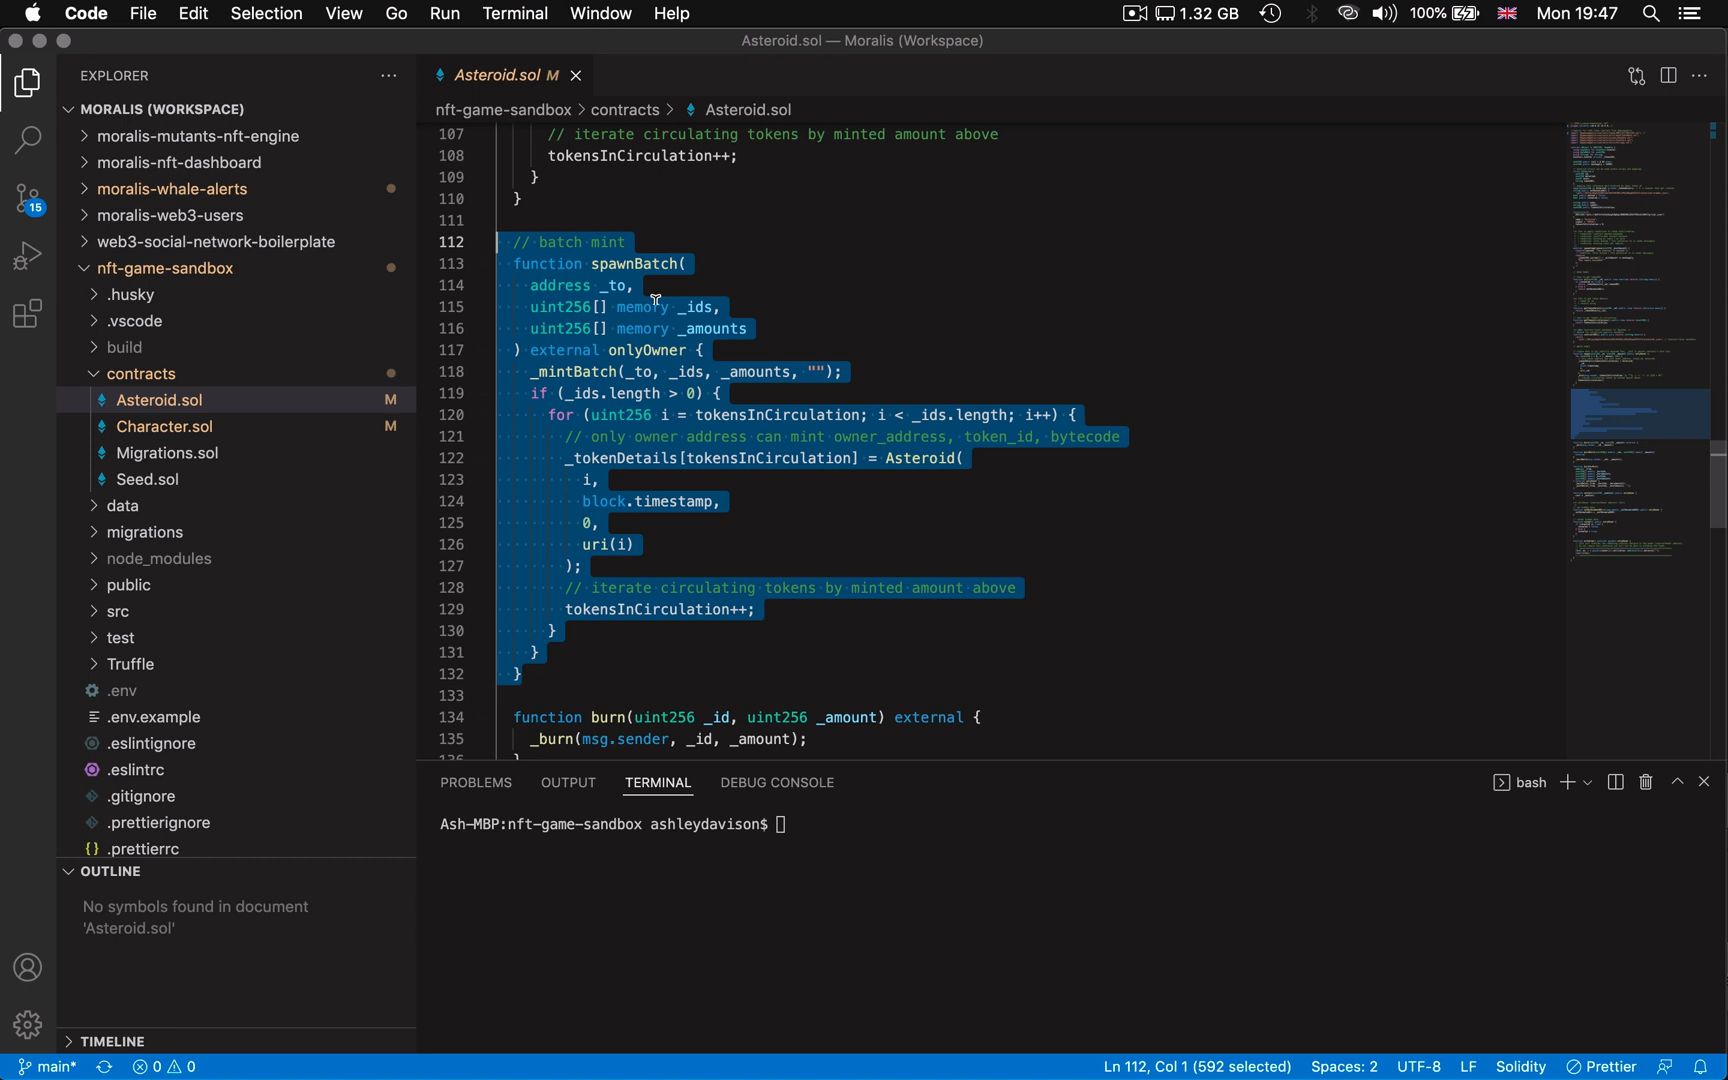 Code File Edit Selection View Go Run Terminal Window Help 1.32 GB 100% Mon 19:47
Asteroid.sol — Moralis (Workspace)
EXPLORER
MORALIS (WORKSPACE)
moralis-mutants-nft-engine
moralis-nft-dashboard
moralis-whale-alerts
moralis-web3-users
web3-social-network-boilerplate
nft-game-sandbox
.husky
.vscode
build
contracts
Asteroid.sol M
Character.sol M
Migrations.sol
Seed.sol
data
migrations
node_modules
public
src
test
Truffle
.env
.env.example
.eslintignore
.eslintrc
.gitignore
.prettierignore
.prettierrc
OUTLINE
No symbols found in document
'Asteroid.sol'
TIMELINE
15
Asteroid.sol M
nft-game-sandbox > contracts > Asteroid.sol
107 // iterate circulating tokens by minted amount above
108 tokensInCirculation++;
109 }
110 }
111
112 // batch mint
113 function spawnBatch(
114 address _to,
115 uint256[] memory _ids,
116 uint256[] memory _amounts
117 ) external onlyOwner {
118 _mintBatch(_to, _ids, _amounts, "");
119 if (_ids.length > 0) {
120 for (uint256 i = tokensInCirculation; i < _ids.length; i++) {
121 // only owner address can mint owner_address, token_id, bytecode
122 _tokenDetails[tokensInCirculation] = Asteroid(
123 i,
124 block.timestamp,
125 0,
126 uri(i)
127 );
128 // iterate circulating tokens by minted amount above
129 tokensInCirculation++;
130 }
131 }
132 }
133
134 function burn(uint256 _id, uint256 _amount) external {
135 _burn(msg.sender, _id, _amount);
136 }
PROBLEMS OUTPUT TERMINAL DEBUG CONSOLE bash
Ash-MBP:nft-game-sandbox ashleydavison$
main* 0 0 Ln 112, Col 1 (592 selected) Spaces: 2 UTF-8 LF Solidity Prettier